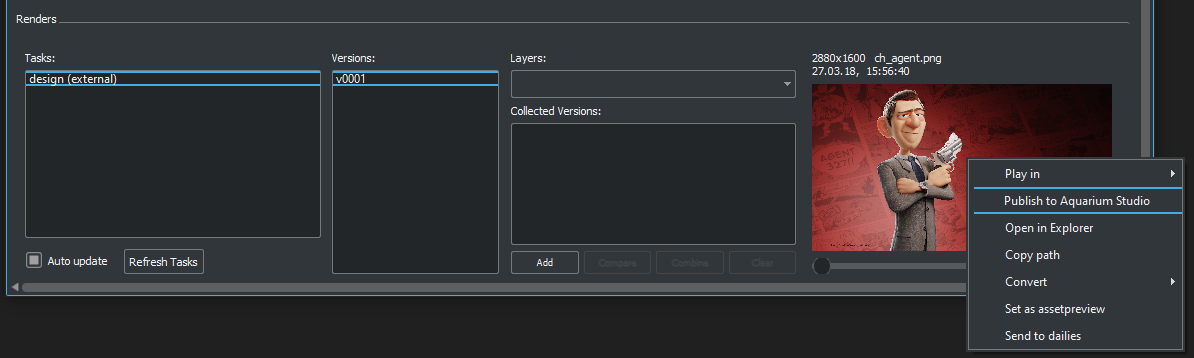 Renders
Tasks:
design (external)
Auto update
Refresh Tasks
Versions:
v0001
Layers:
Collected Versions:
Add
Compare
Combine
Clear
2880x1600 ch_agent.png
27.03.18, 15:56:40
AGENT
327!!
Play in
Publish to Aquarium Studio
Open in Explorer
Copy path
Convert
Set as assetpreview
Send to dailies